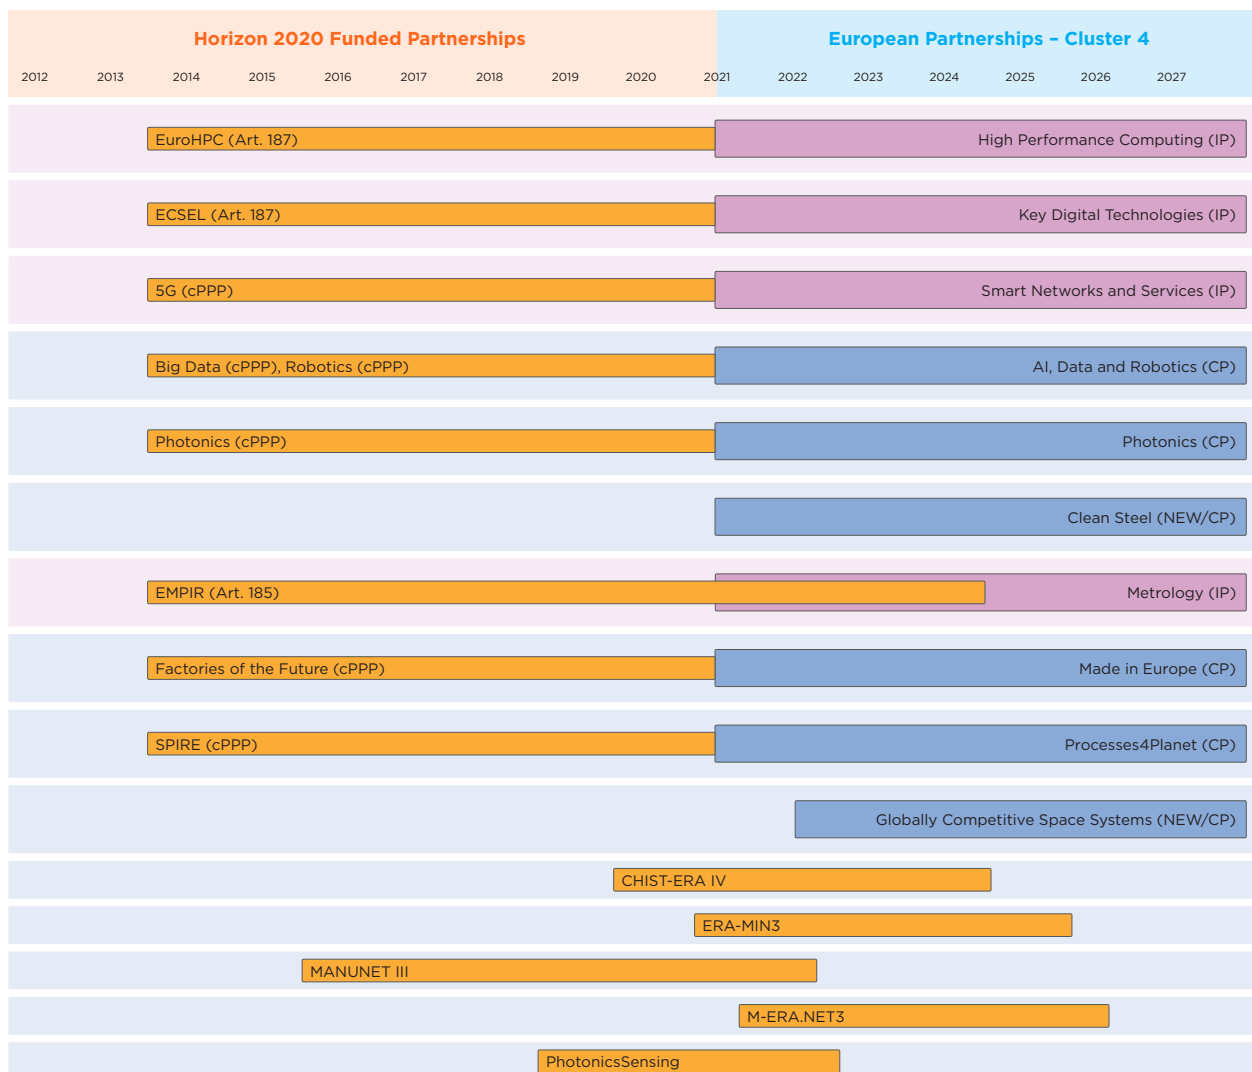 Horizon 2020 Funded Partnerships
European Partnerships – Cluster 4
2012 2013 2014 2015 2016 2017 2018 2019 2020 2021 2022 2023 2024 2025 2026 2027
EuroHPC (Art. 187)
High Performance Computing (IP)
ECSEL (Art. 187)
Key Digital Technologies (IP)
5G (cPPP)
Smart Networks and Services (IP)
Big Data (cPPP), Robotics (cPPP)
AI, Data and Robotics (CP)
Photonics (cPPP)
Photonics (CP)
Clean Steel (NEW/CP)
EMPIR (Art. 185)
Metrology (IP)
Factories of the Future (cPPP)
Made in Europe (CP)
SPIRE (cPPP)
Processes4Planet (CP)
Globally Competitive Space Systems (NEW/CP)
CHIST-ERA IV
ERA-MIN3
MANUNET III
M-ERA.NET3
PhotonicsSensing